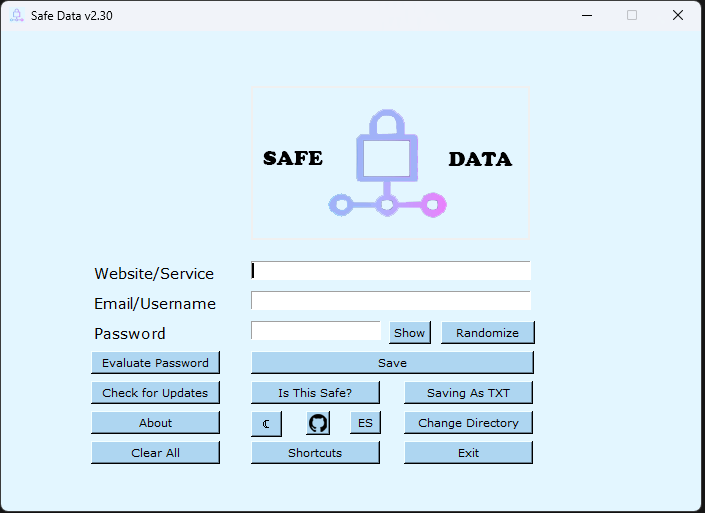 Safe Data v2.30
SAFE DATA
Website/Service
Email/Username
Password Show Randomize
Evaluate Password Save
Check for Updates Is This Safe? Saving As TXT
About ☾ ES Change Directory
Clear All Shortcuts Exit